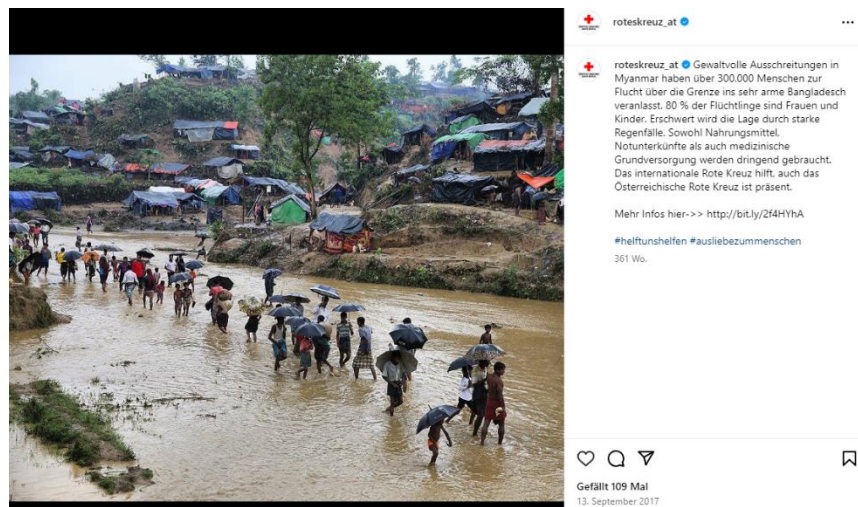 roteskreuz_at
roteskreuz_at Gewaltvolle Ausschreitungen in
Myanmar haben über 300.000 Menschen zur
Flucht über die Grenze ins sehr arme Bangladesch
veranlasst. 80 % der Flüchtlinge sind Frauen und
Kinder. Erschwert wird die Lage durch starke
Regenfälle. Sowohl Nahrungsmittel,
Notunterkünfte als auch medizinische
Grundversorgung werden dringend gebraucht.
Das internationale Rote Kreuz hilft, auch das
Österreichische Rote Kreuz ist präsent.
Mehr Infos hier->> http://bit.ly/2f4HYhA
#helftunshelfen #ausliebezummenschen
361 Wo.
Gefällt 109 Mal
13. September 2017